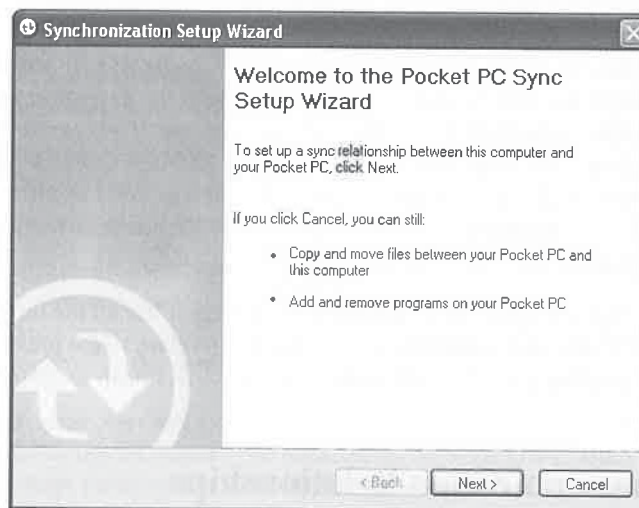 Synchronization Setup Wizard
Welcome to the Pocket PC Sync
Setup Wizard
To set up a sync relationship between this computer and
your Pocket PC, click Next.
If you click Cancel, you can still:
• Copy and move files between your Pocket PC and
this computer
• Add and remove programs on your Pocket PC
< Back
Next >
Cancel